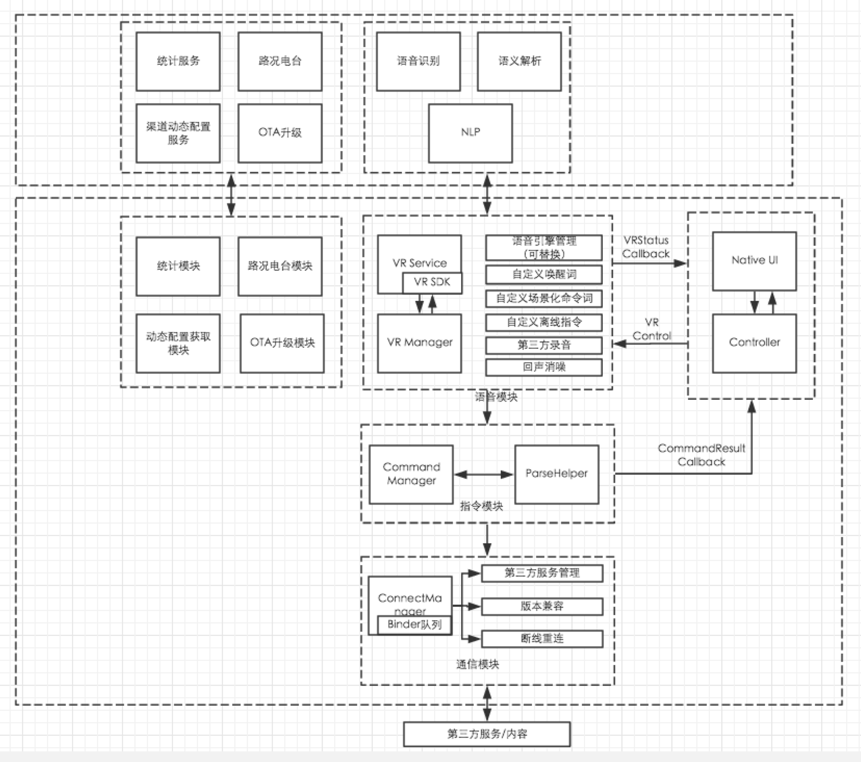 统计服务
路况电台
渠道动态配置
服务
OTA升级
语音识别
语义解析
NLP
统计模块
路况电台模块
动态配置获取
模块
OTA升级模块
VR Service
VR SDK
VR Manager
语音引擎管理
（可替换）
自定义唤醒词
自定义场景化命令词
自定义离线指令
第三方录音
回声消噪
语音模块
VRStatus
Callback
VR
Control
Native UI
Controller
Command
Manager
ParseHelper
指令模块
CommandResult
Callback
ConnectMa
nager
Binder队列
第三方服务管理
版本兼容
断线重连
通信模块
第三方服务/内容